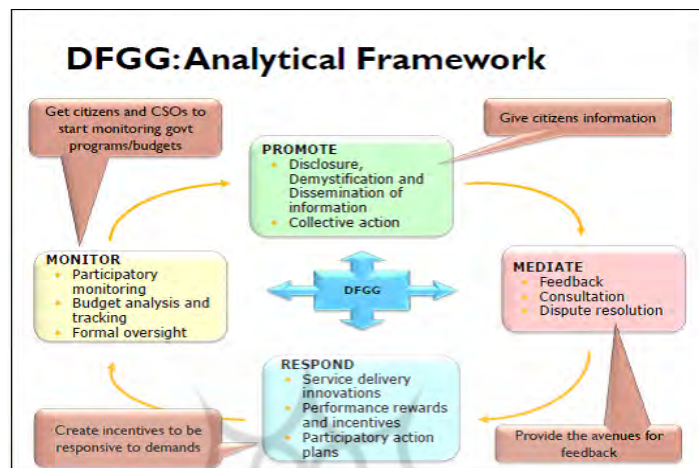 DFGG: Analytical Framework
Get citizens and CSOs to
start monitoring govt
programs/budgets
Give citizens information
PROMOTE
• Disclosure,
Demystification and
Dissemination of
information
• Collective action
MONITOR
• Participatory
monitoring
• Budget analysis and
tracking
• Formal oversight
DFGG
MEDIATE
• Feedback
• Consultation
• Dispute resolution
RESPOND
• Service delivery
innovations
• Performance rewards
and incentives
• Participatory action
plans
Create incentives to be
responsive to demands
Provide the avenues for
feedback